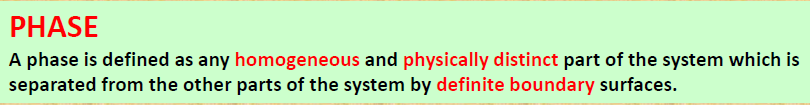 PHASE
A phase is defined as any homogeneous and physically distinct part of the system which is
separated from the other parts of the system by definite boundary surfaces.